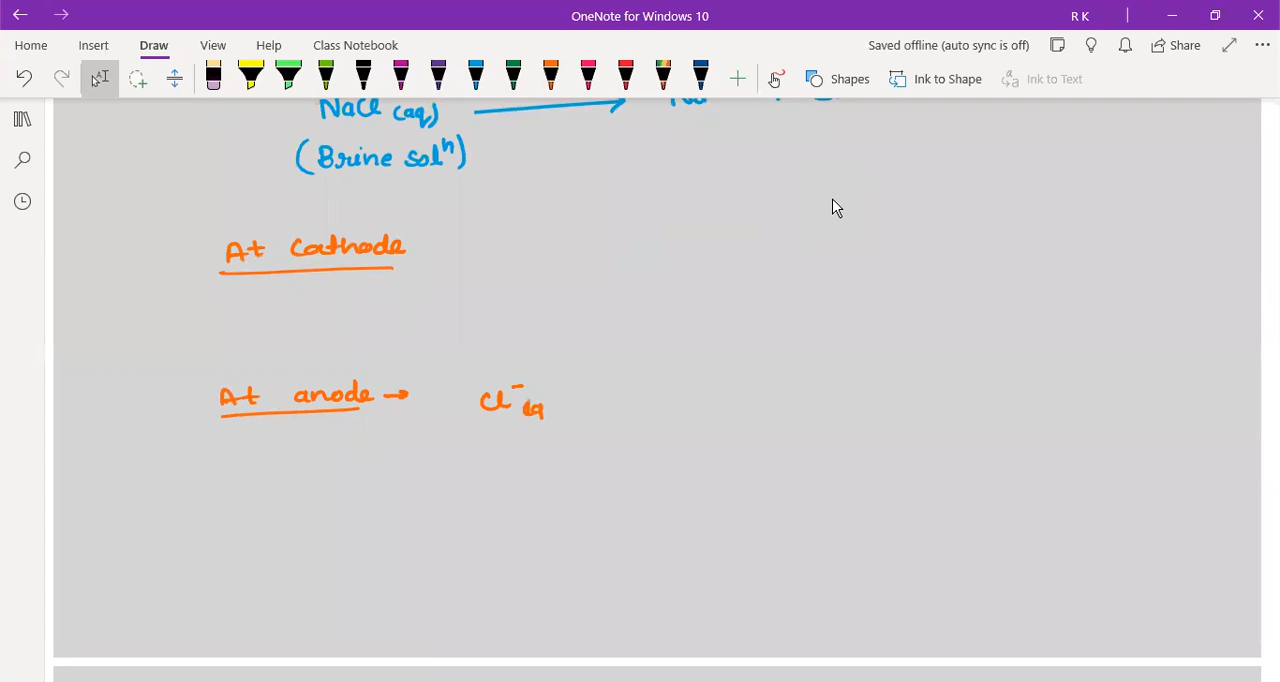 OneNote for Windows 10
R K
Home Insert Draw View Help Class Notebook
Saved offline (auto sync is off) Share
Shapes Ink to Shape Ink to Text
NaCl (aq)
(Brine solⁿ)
At Cathode
At anode → Cl⁻aq